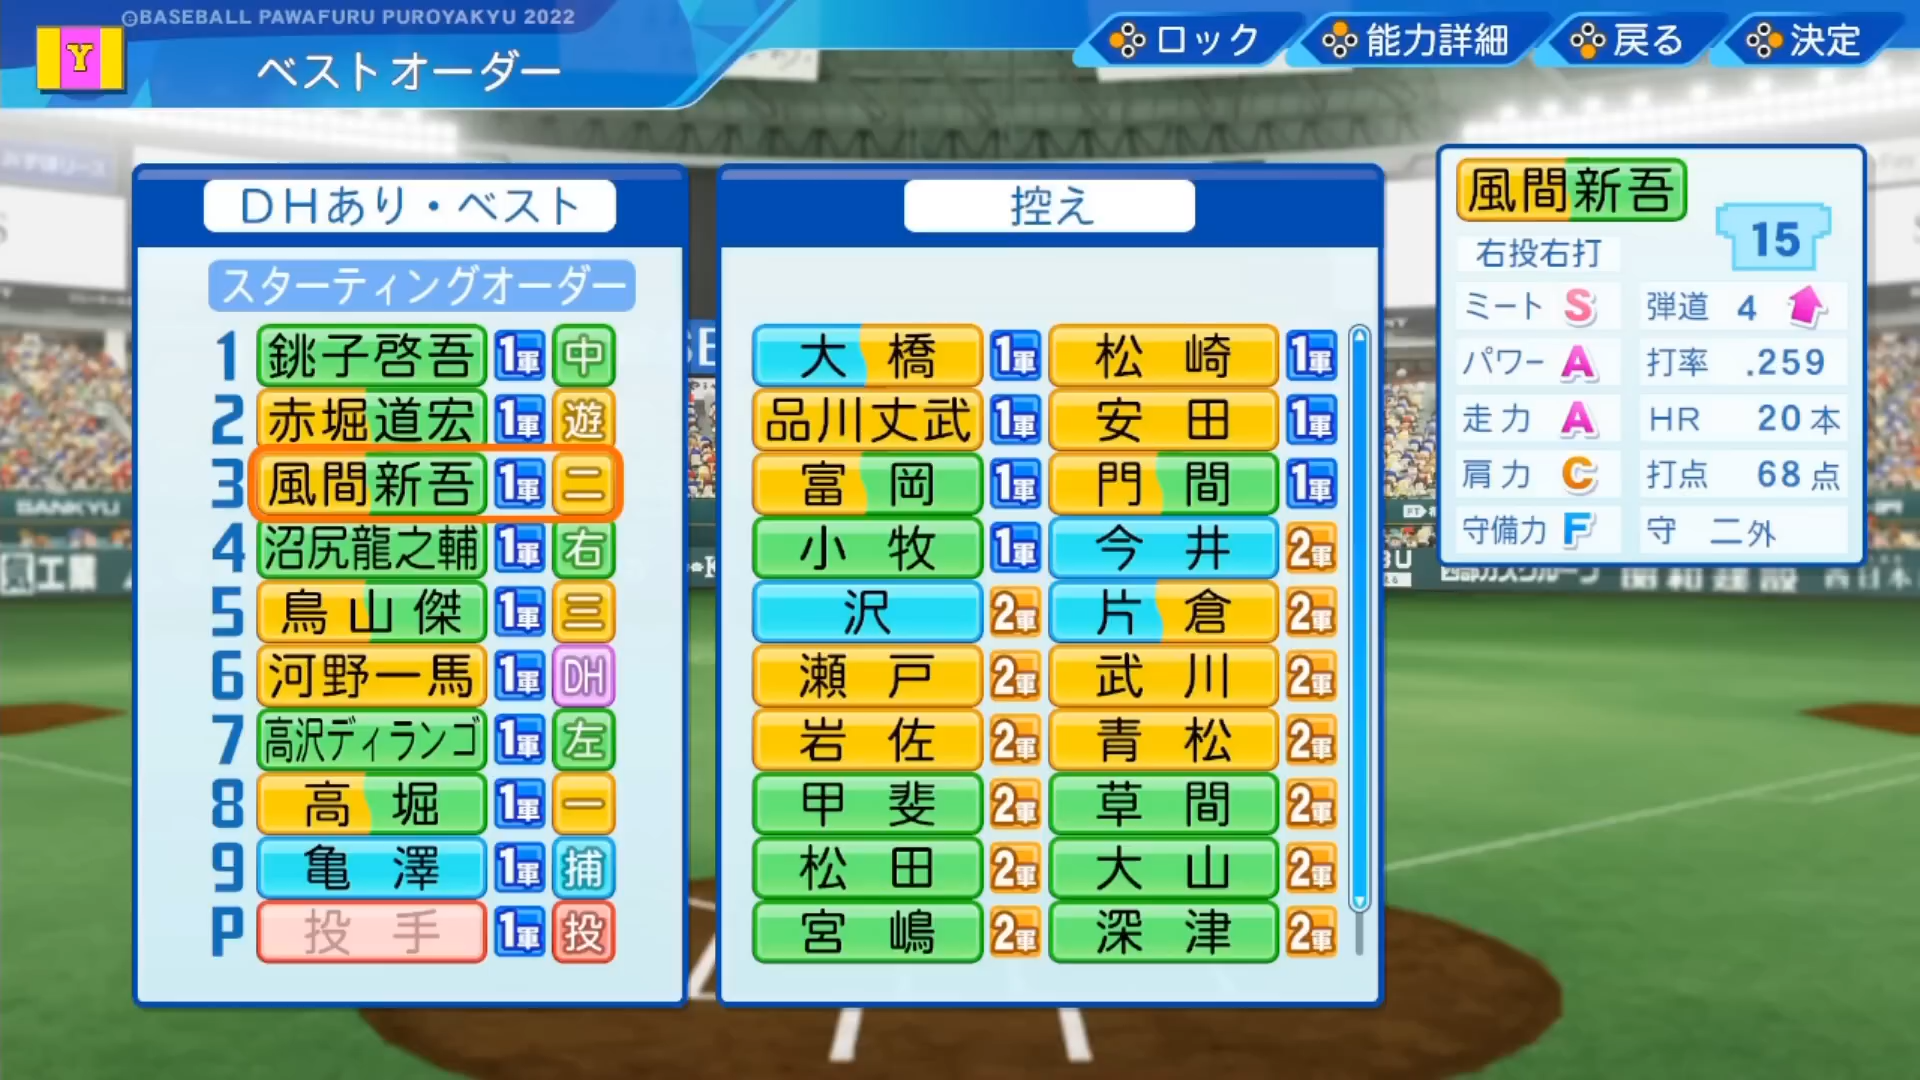 ©BASEBALL PAWAFURU PUROYAKYU 2022
Y
ベストオーダー
ロック
能力詳細
戻る
決定
DHあり・ベスト
スターティングオーダー
1 銚子啓吾 1軍 中
2 赤堀道宏 1軍 遊
3 風間新吾 1軍 二
4 沼尻龍之輔 1軍 右
5 鳥山傑 1軍 三
6 河野一馬 1軍 DH
7 高沢ディランゴ 1軍 左
8 高堀 1軍 一
9 亀澤 1軍 捕
P 投手 1軍 投
控え
大橋 1軍 松崎 1軍
品川丈武 1軍 安田 1軍
富岡 1軍 門間 1軍
小牧 1軍 今井 2軍
沢 2軍 片倉 2軍
瀬戸 2軍 武川 2軍
岩佐 2軍 青松 2軍
甲斐 2軍 草間 2軍
松田 2軍 大山 2軍
宮嶋 2軍 深津 2軍
風間新吾
15
右投右打
ミート S 弾道 4
パワー A 打率 .259
走力 A HR 20本
肩力 C 打点 68点
守備力 F 守 二外
SANKYU
工業